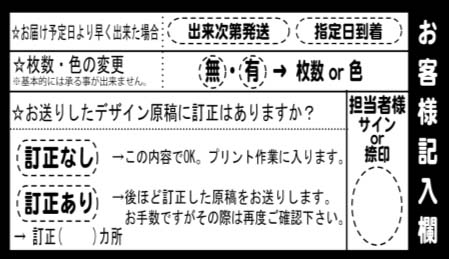 ☆お届け予定日より早く出来た場合 出来次第発送 指定日到着
☆枚数・色の変更
※基本的には承る事が出来ません。
無・有 → 枚数 or 色
☆お送りしたデザイン原稿に訂正はありますか？
訂正なし →この内容でOK。プリント作業に入ります。
訂正あり →後ほど訂正した原稿をお送りします。
お手数ですがその際は再度ご確認下さい。
→ 訂正(　　)カ所
担当者様
サイン
or
捺印
お客様記入欄